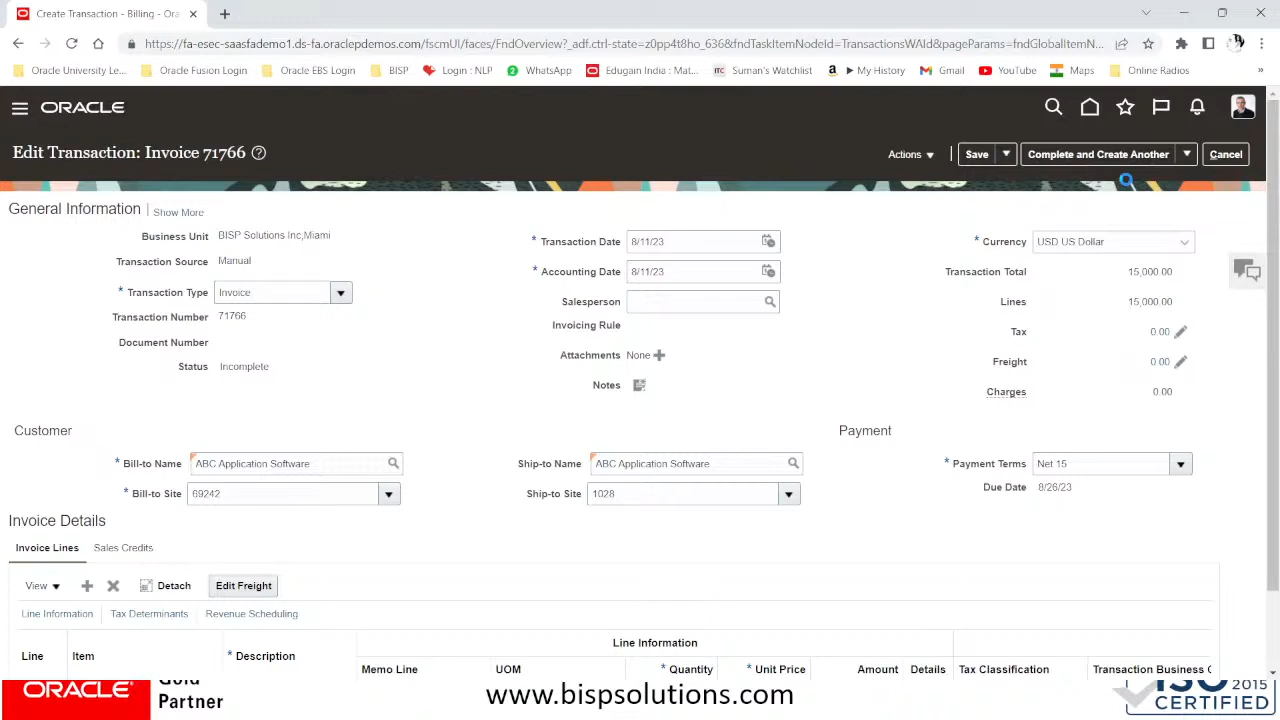 Create Transaction - Billing - Ora
https://fa-esec-saasfademo1.ds-fa.oraclepdemos.com/fscmUI/faces/FndOverview?_adf.ctrl-state=z0pp4t8ho_636&fndTaskItemNodeId=TransactionsWAId&pageParams=fndGlobalItemN...
Oracle University Le... Oracle Fusion Login Oracle EBS Login BISP Login : NLP WhatsApp Edugain India : Mat... Suman's Watchlist My History Gmail YouTube Maps Online Radios »
ORACLE
Edit Transaction: Invoice 71766
Actions Save Complete and Create Another Cancel
General Information Show More
Business Unit BISP Solutions Inc,Miami
Transaction Source Manual
* Transaction Type Invoice
Transaction Number 71766
Document Number
Status Incomplete
* Transaction Date 8/11/23
* Accounting Date 8/11/23
Salesperson
Invoicing Rule
Attachments None
Notes
* Currency USD US Dollar
Transaction Total 15,000.00
Lines 15,000.00
Tax 0.00
Freight 0.00
Charges 0.00
Customer
* Bill-to Name ABC Application Software
* Bill-to Site 69242
Ship-to Name ABC Application Software
Ship-to Site 1028
Payment
* Payment Terms Net 15
Due Date 8/26/23
Invoice Details
Invoice Lines Sales Credits
View Detach Edit Freight
Line Information Tax Determinants Revenue Scheduling
Line Information
Line Item * Description Memo Line UOM * Quantity * Unit Price Amount Details Tax Classification Transaction Business
ORACLE Gold
Partner
www.bispsolutions.com
ISO 2015
CERTIFIED